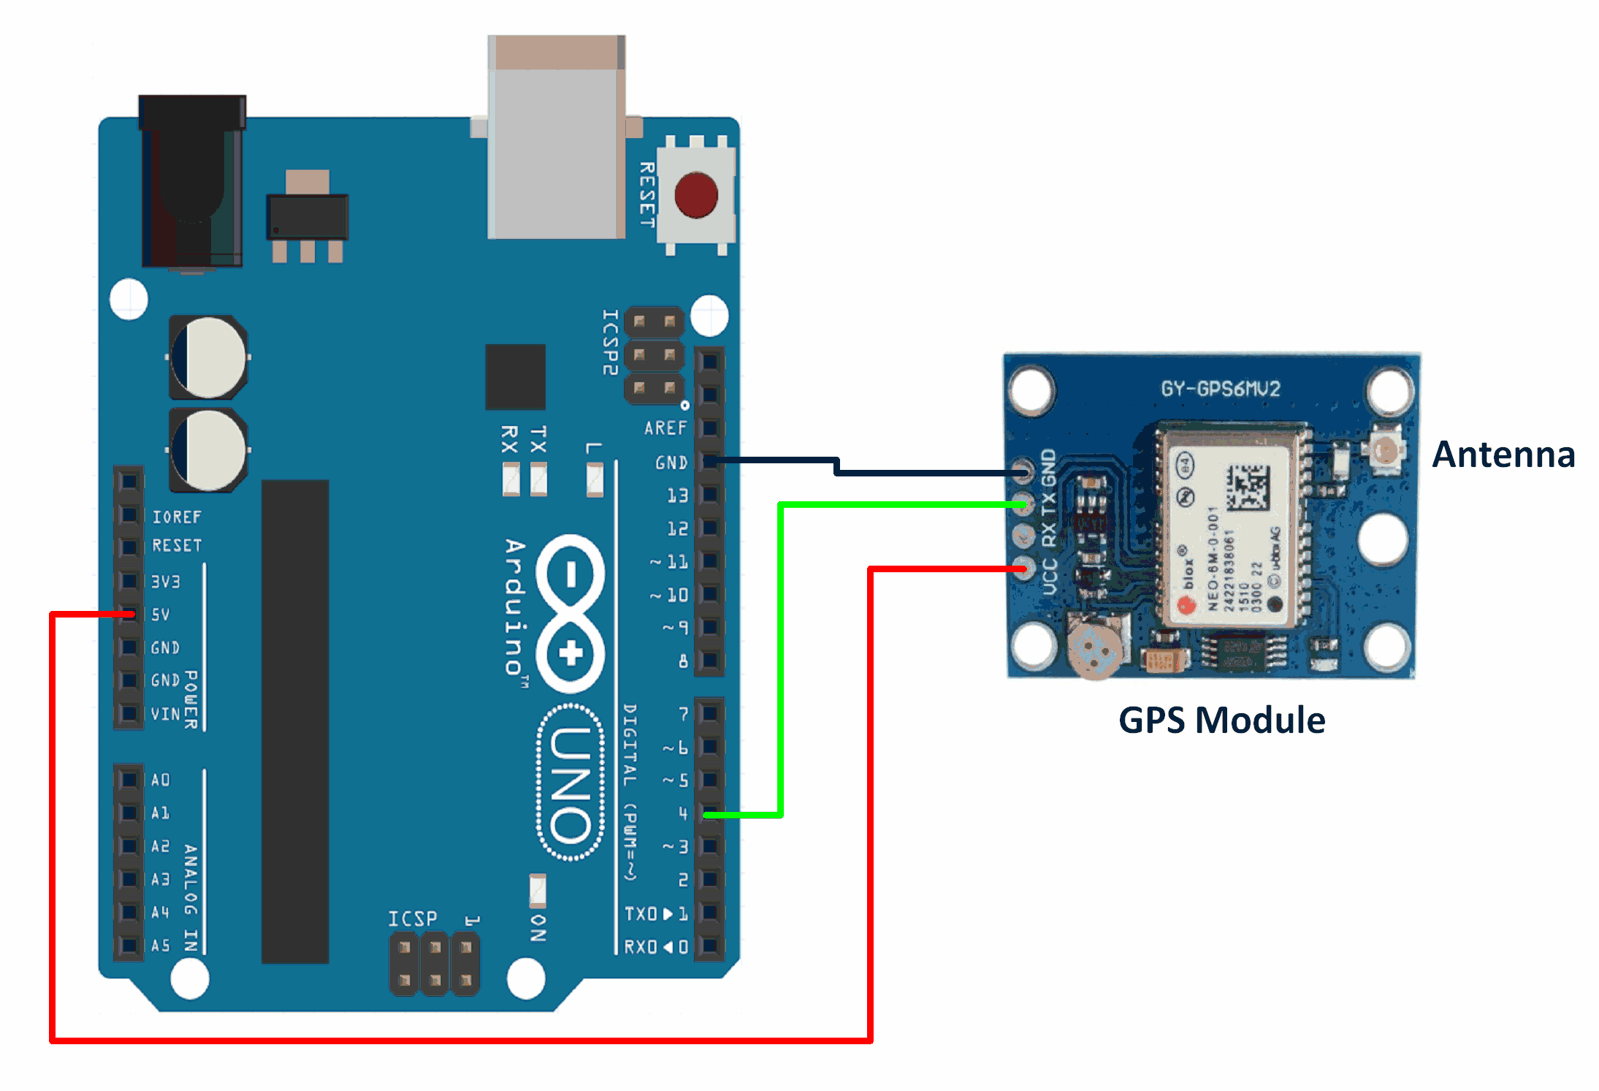 RESET
ICSP2
AREF
GND
13
12
~11
~10
~9
8
7
~6
~5
4
~3
2
TX0▶1
RX0◀0
DIGITAL (PWM=~)
RX
TX
L
Arduino™
UNO
ON
ICSP
1
IOREF
RESET
3V3
5V
GND
GND
VIN
POWER
A0
A1
A2
A3
A4
A5
ANALOG IN
GY-GPS6MV2
GND
TX
RX
VCC
blox®
NEO-6M-0-001
24221838061
1510
0300 22
© u-blox AG
Antenna
GPS Module